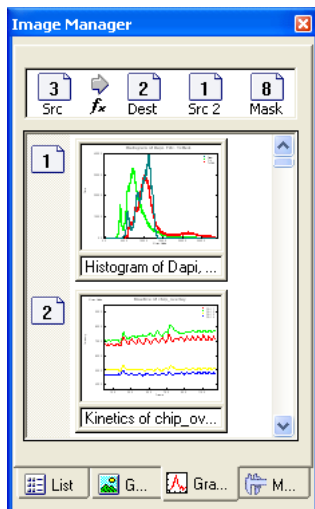 Image Manager
3 2 1 8
Src fx Dest Src 2 Mask
1
Histogram of Dapi, ...
2
Kinetics of chip_ov...
List G... Gra... M...